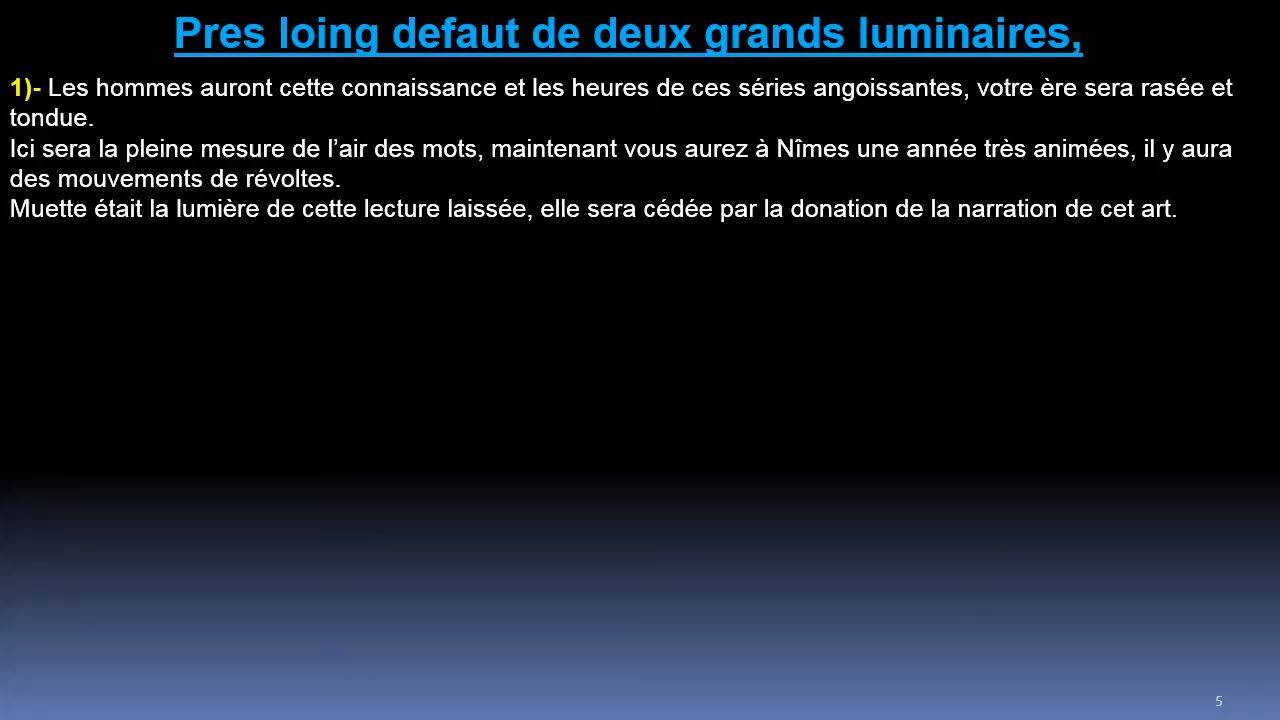 Pres loing defaut de deux grands luminaires,
1)- Les hommes auront cette connaissance et les heures de ces séries angoissantes, votre ère sera rasée et
tondue.
Ici sera la pleine mesure de l’air des mots, maintenant vous aurez à Nîmes une année très animées, il y aura
des mouvements de révoltes.
Muette était la lumière de cette lecture laissée, elle sera cédée par la donation de la narration de cet art.
5